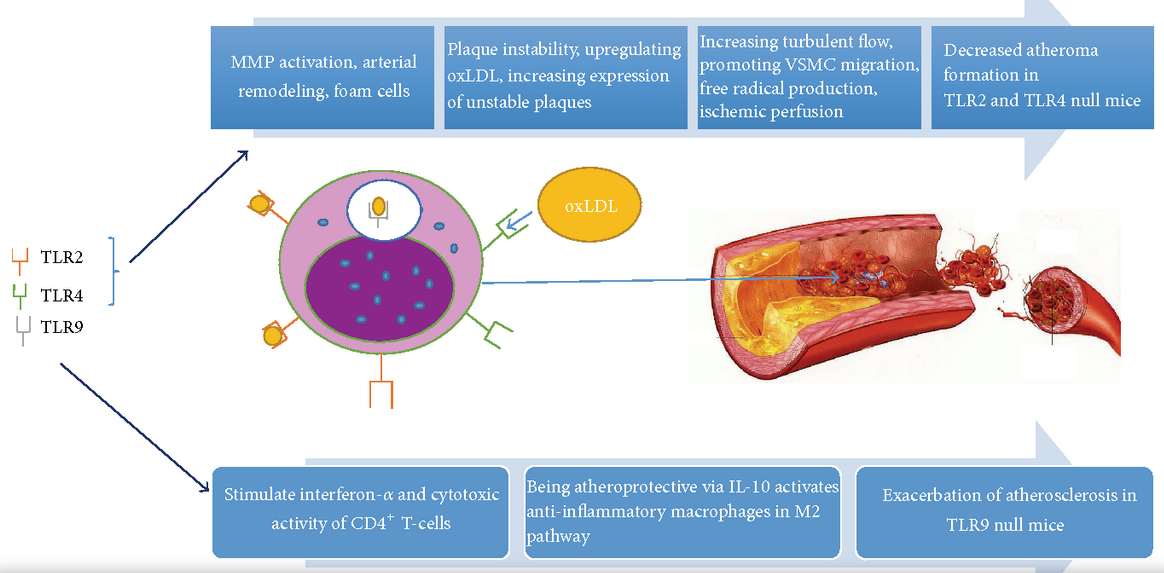 MMP activation, arterial
remodeling, foam cells
Plaque instability, upregulating
oxLDL, increasing expression
of unstable plaques
Increasing turbulent flow,
promoting VSMC migration,
free radical production,
ischemic perfusion
Decreased atheroma
formation in
TLR2 and TLR4 null mice
oxLDL
TLR2
TLR4
TLR9
Stimulate interferon-α and cytotoxic
activity of CD4⁺ T-cells
Being atheroprotective via IL-10 activates
anti-inflammatory macrophages in M2
pathway
Exacerbation of atherosclerosis in
TLR9 null mice